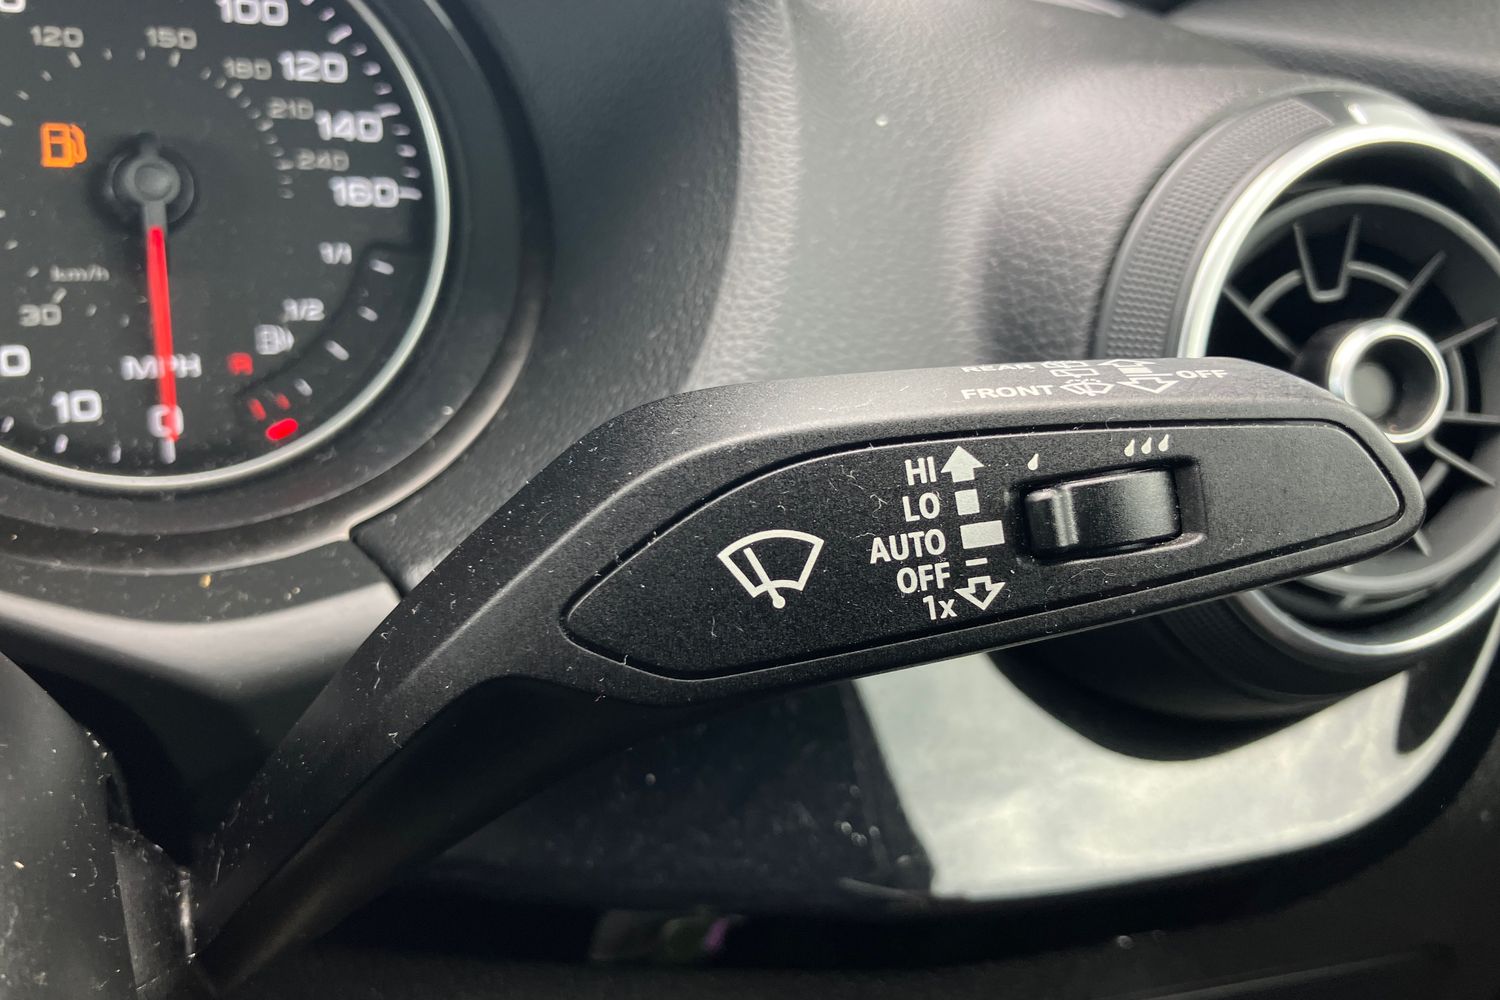 100
120
150
180
120
210
140
240
160
km/h
1/1
30
1/2
MPH
R
10
0
REAR
FRONT
OFF
HI
LO
AUTO
OFF
1x